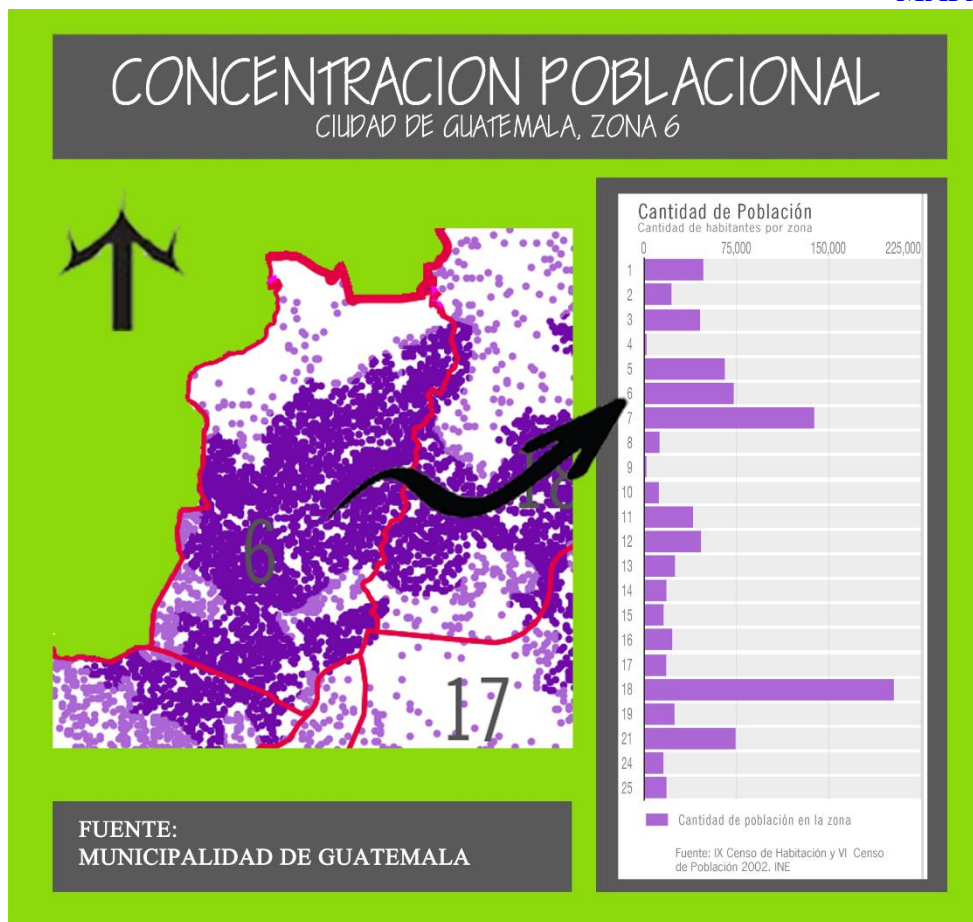 CONCENTRACION POBLACIONAL
CIUDAD DE GUATEMALA, ZONA 6
6
18
17
FUENTE:
MUNICIPALIDAD DE GUATEMALA
Cantidad de Población
Cantidad de habitantes por zona
0 75,000 150,000 225,000
1
2
3
4
5
6
7
8
9
10
11
12
13
14
15
16
17
18
19
21
24
25
Cantidad de población en la zona
Fuente: IX Censo de Habitación y VI Censo
de Población 2002. INE